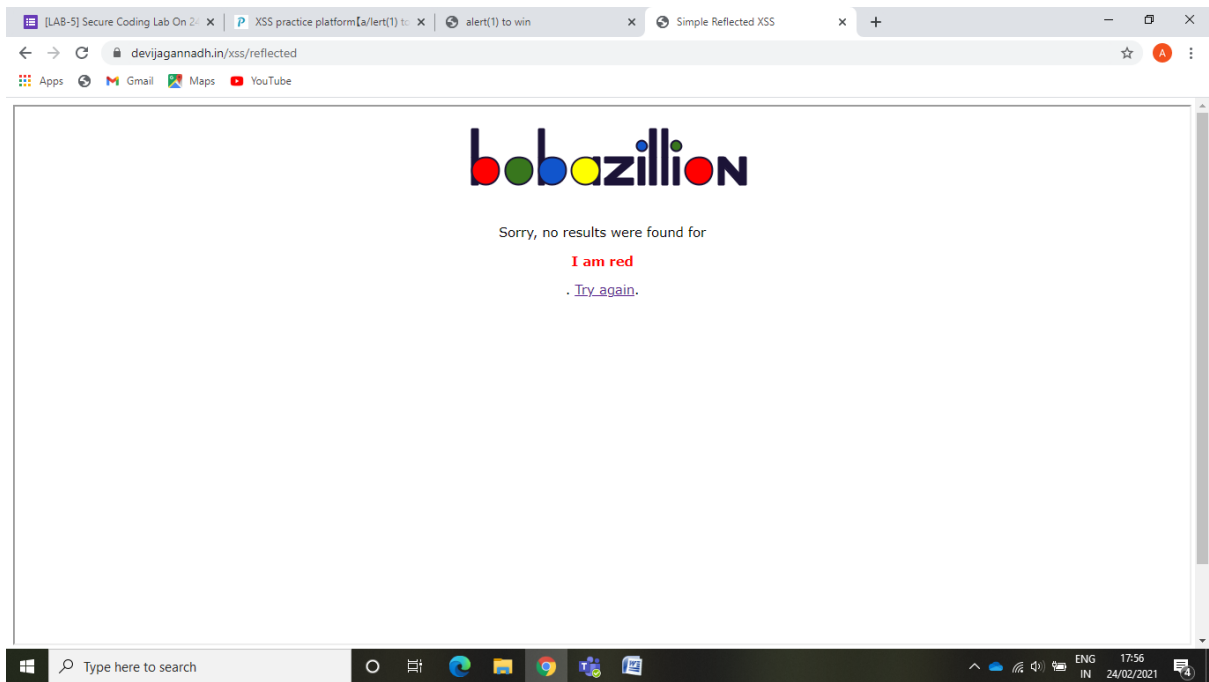 [LAB-5] Secure Coding Lab On 24
XSS practice platform【a/lert(1) to
alert(1) to win
Simple Reflected XSS
devijagannadh.in/xss/reflected
A
Apps
Gmail
Maps
YouTube
bobazillion
Sorry, no results were found for
I am red
. Try again.
Type here to search
ENG
IN
17:56
24/02/2021
4